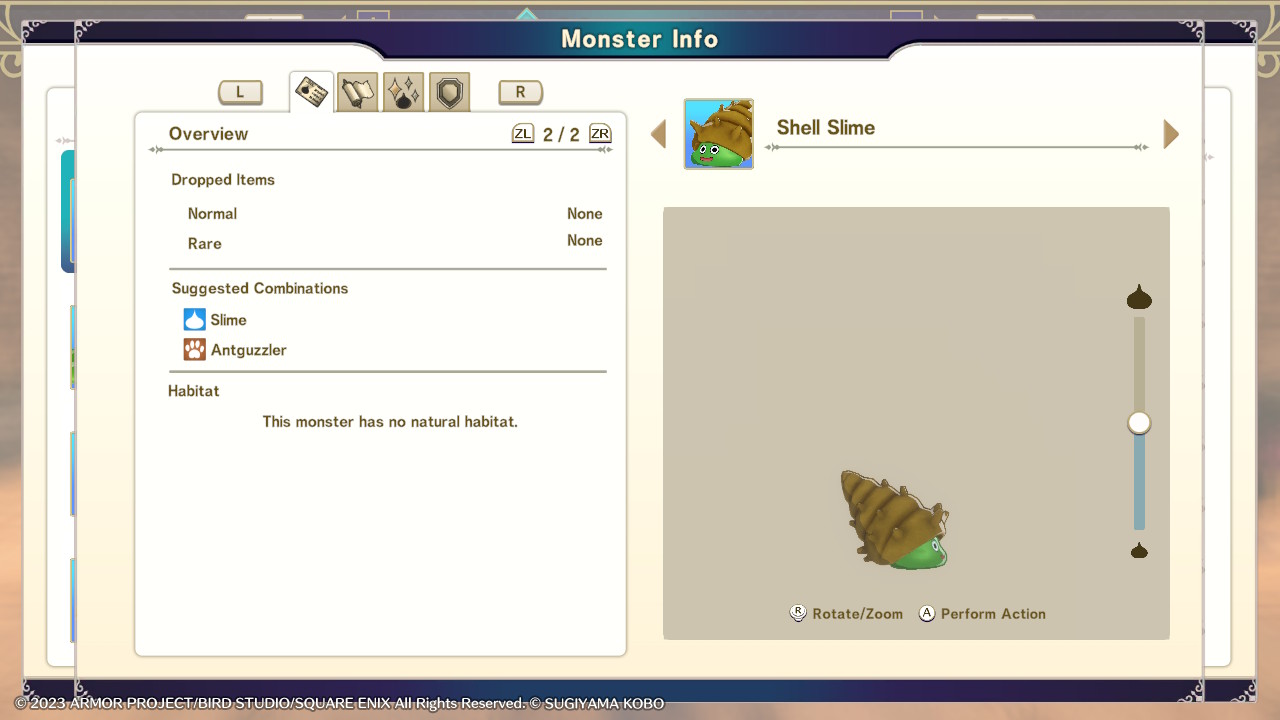 Monster Info
L
R
Overview
ZL 2 / 2 ZR
Dropped Items
Normal None
Rare None
Suggested Combinations
Slime
Antguzzler
Habitat
This monster has no natural habitat.
Shell Slime
R Rotate/Zoom A Perform Action
© 2023 ARMOR PROJECT/BIRD STUDIO/SQUARE ENIX All Rights Reserved. © SUGIYAMA KOBO